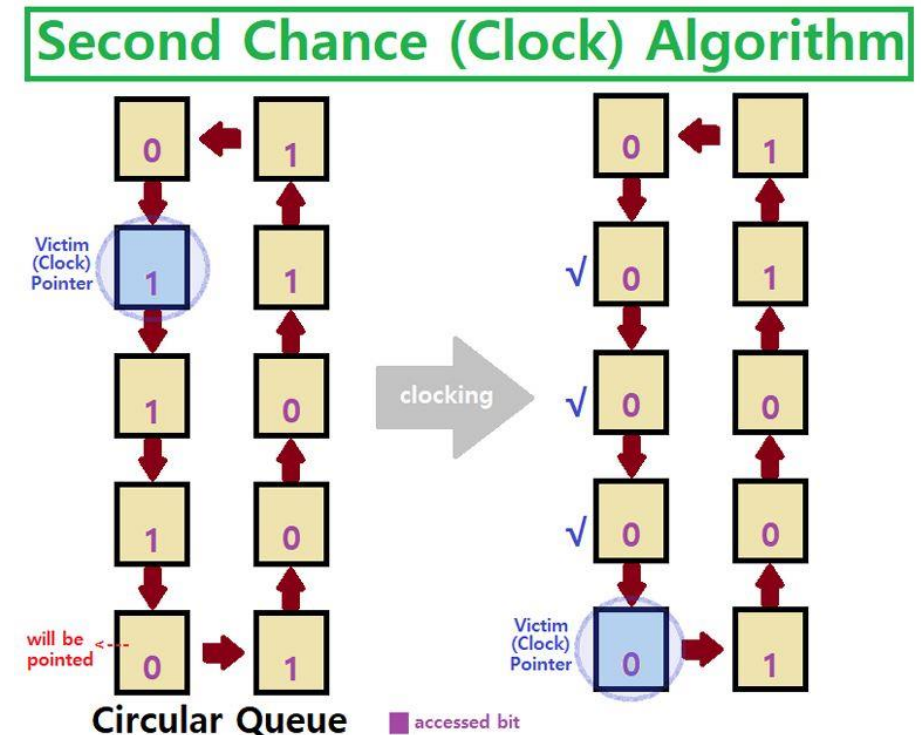 Second Chance (Clock) Algorithm
0 1
Victim
(Clock)
Pointer
1 1
1 0
1 0
will be
pointed
<---
0 1
Circular Queue
clocking
0 1
√ 0 1
√ 0 0
√ 0 0
Victim
(Clock)
Pointer
0 1
accessed bit